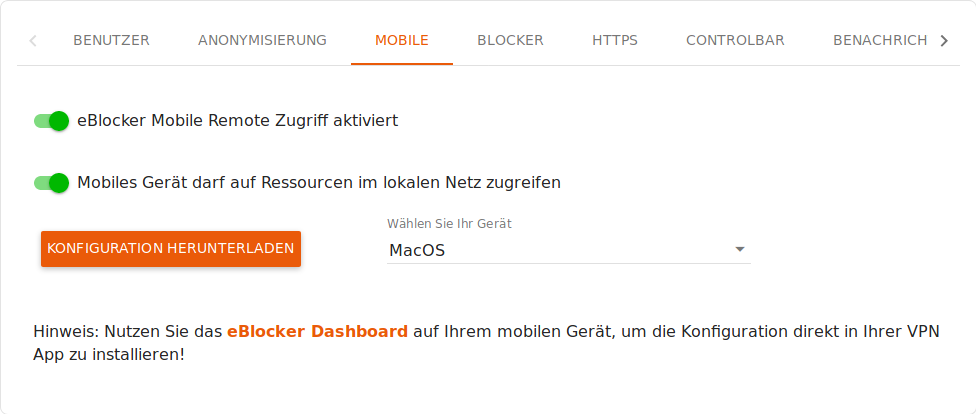 BENUTZER ANONYMISIERUNG MOBILE BLOCKER HTTPS CONTROLBAR BENACHRICH
eBlocker Mobile Remote Zugriff aktiviert
Mobiles Gerät darf auf Ressourcen im lokalen Netz zugreifen
Wählen Sie Ihr Gerät
KONFIGURATION HERUNTERLADEN MacOS
Hinweis: Nutzen Sie das eBlocker Dashboard auf Ihrem mobilen Gerät, um die Konfiguration direkt in Ihrer VPN
App zu installieren!